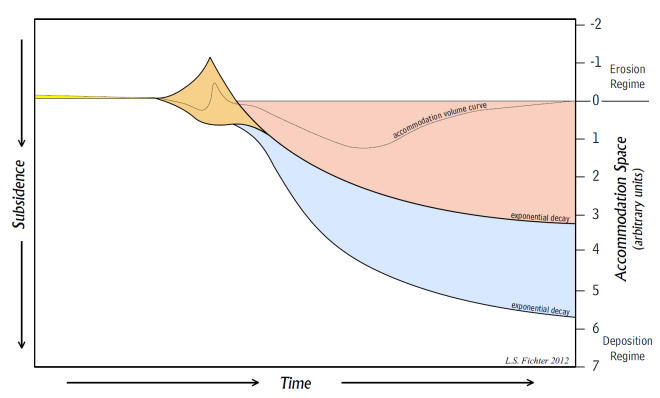 -2
-1
Erosion
Regime
0
accommodation volume curve
1
2
Subsidence
Accommodation Space
(arbitrary units)
exponential decay
3
4
5
exponential decay
6
Deposition
Regime
L.S. Fichter 2012
7
Time